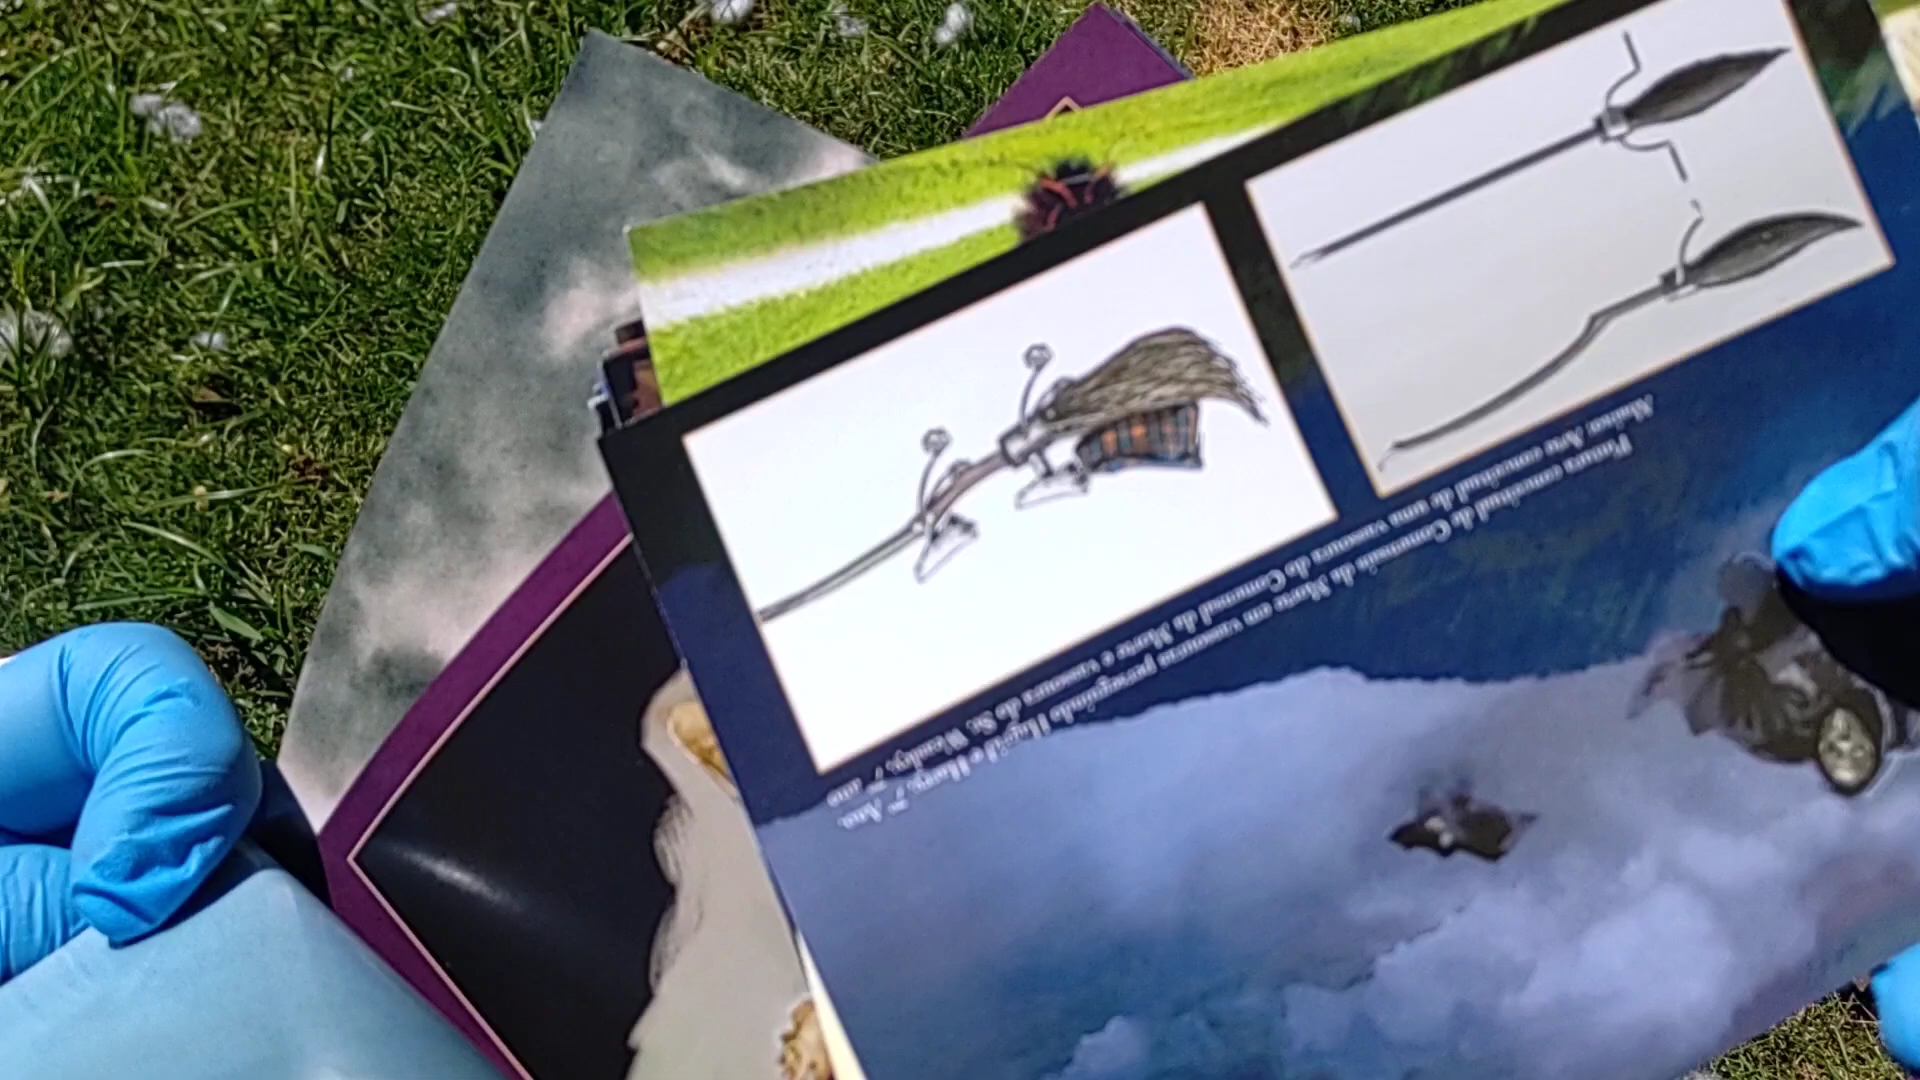 Pintura conceitual de Comensais da Morte em vassouras perseguindo Hagrid e Harry, 7º Ano.
Abaixo: Arte conceitual de uma vassoura de Comensal da Morte e vassoura do Sr. Weasley, 7º ano